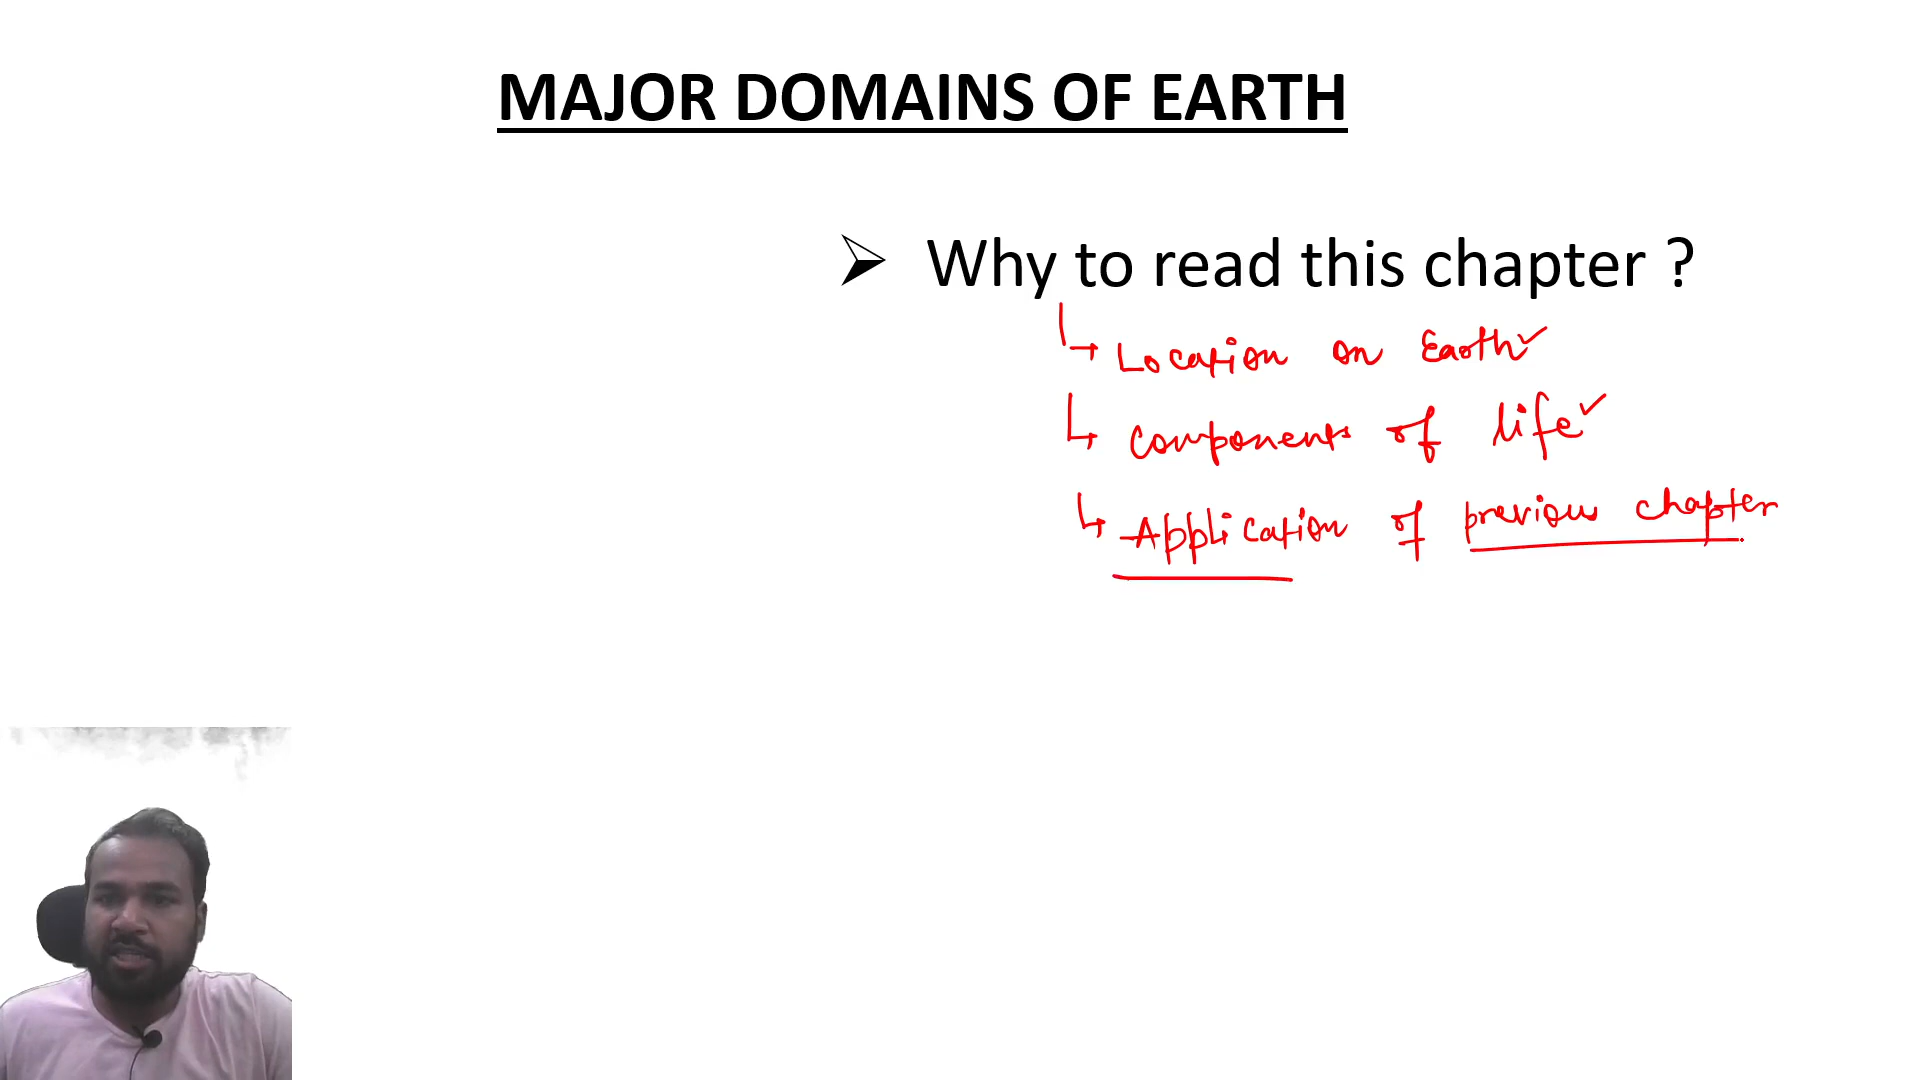 MAJOR DOMAINS OF EARTH
Why to read this chapter ?
Location on Earth
Components of life
Application of previous chapter